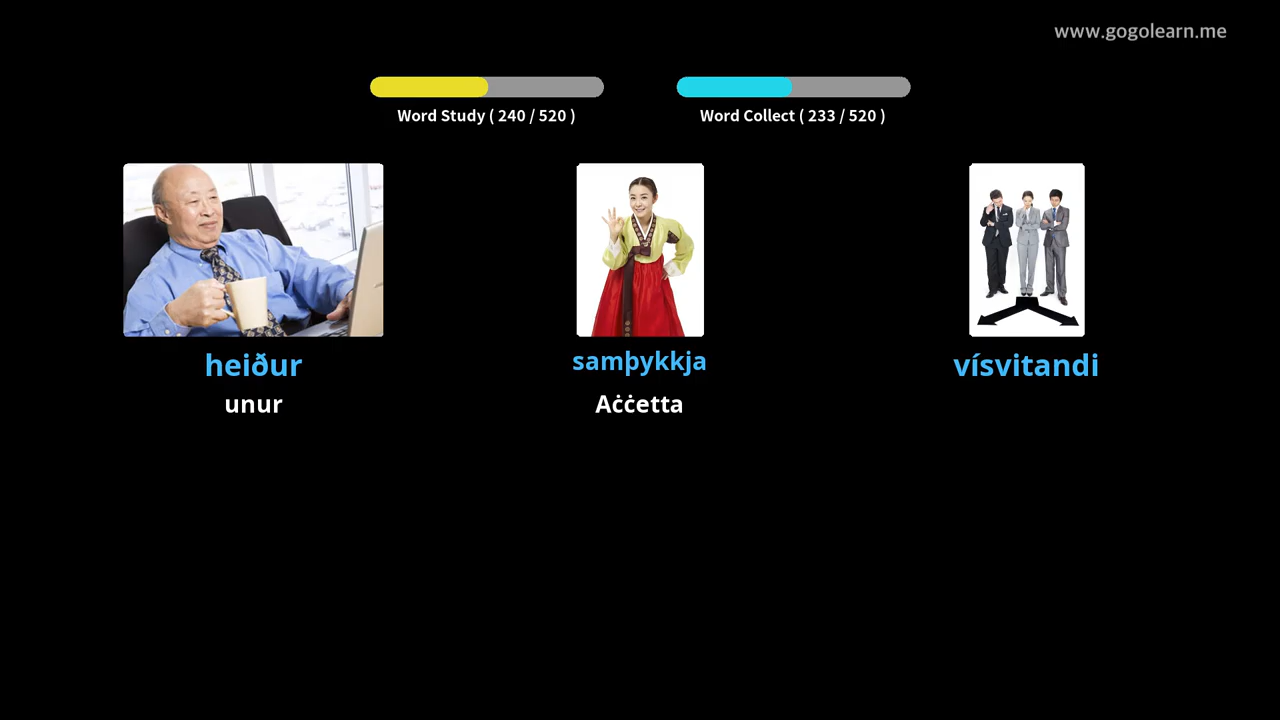 www.gogolearn.me
Word Study ( 240 / 520 )
Word Collect ( 233 / 520 )
heiður
samþykkja
vísvitandi
unur
Aċċetta